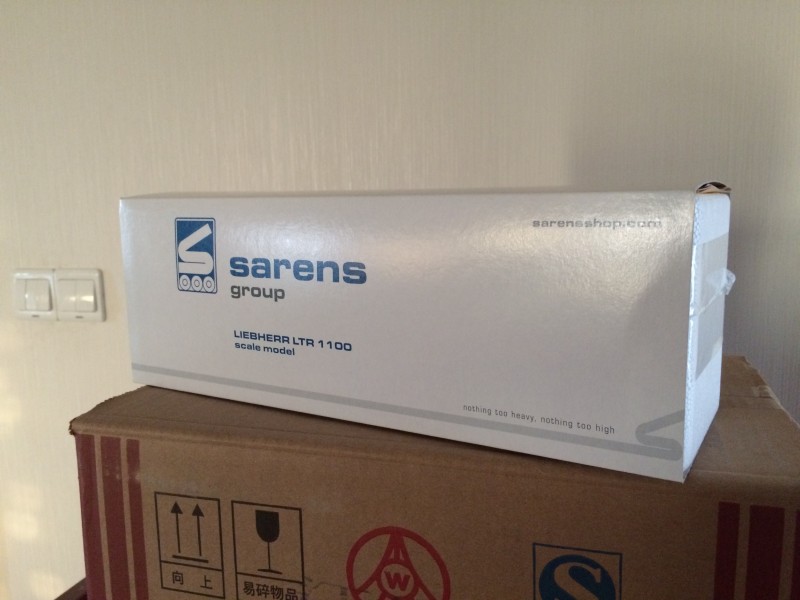 sarensshop.com
sarens
group
LIEBHERR LTR 1100
scale model
nothing too heavy, nothing too high
向上
易碎物品
W
S